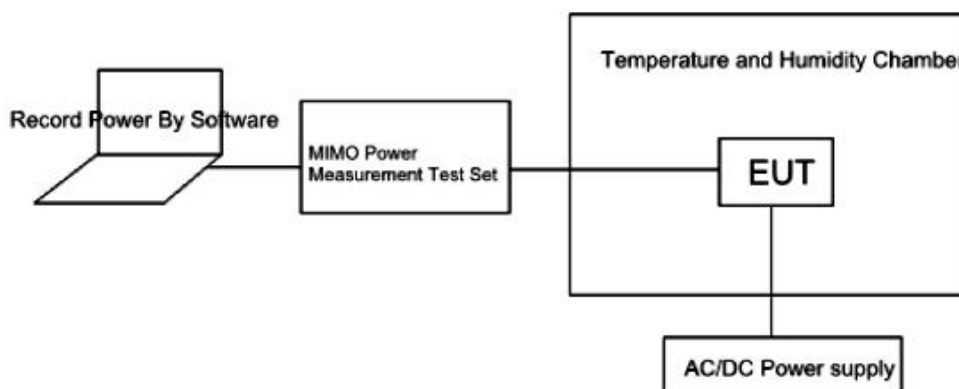 Temperature and Humidity Chamber
Record Power By Software
MIMO Power
Measurement Test Set
EUT
AC/DC Power supply